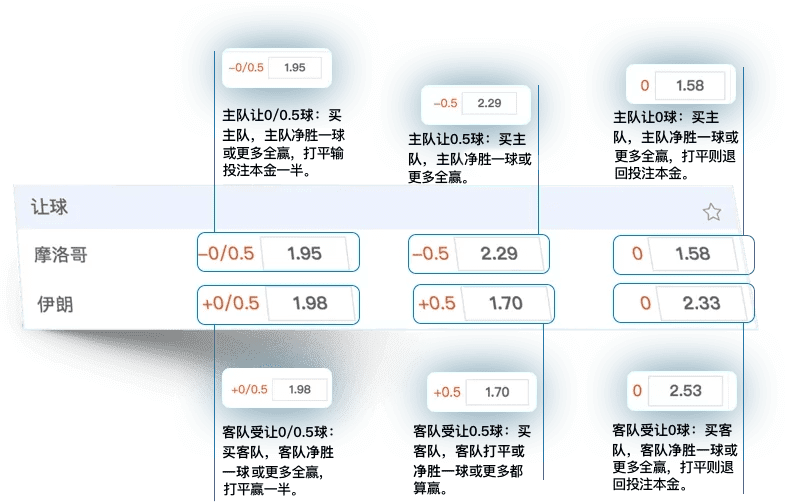 -0/0.5 1.95
主队让0/0.5球：买
主队，主队净胜一球
或更多全赢，打平输
投注本金一半。
-0.5 2.29
主队让0.5球：买主
队，主队净胜一球或
更多全赢。
0 1.58
主队让0球：买主
队，主队净胜一球或
更多全赢，打平则退
回投注本金。
让球
摩洛哥 -0/0.5 1.95 -0.5 2.29 0 1.58
伊朗 +0/0.5 1.98 +0.5 1.70 0 2.33
+0/0.5 1.98
客队受让0/0.5球：
买客队，客队净胜
一球或更多全赢，
打平赢一半。
+0.5 1.70
客队受让0.5球：买
客队，客队打平或
净胜一球或更多都
算赢。
0 2.53
客队受让0球：买客
队，客队净胜一球或
更多全赢，打平则退
回投注本金。